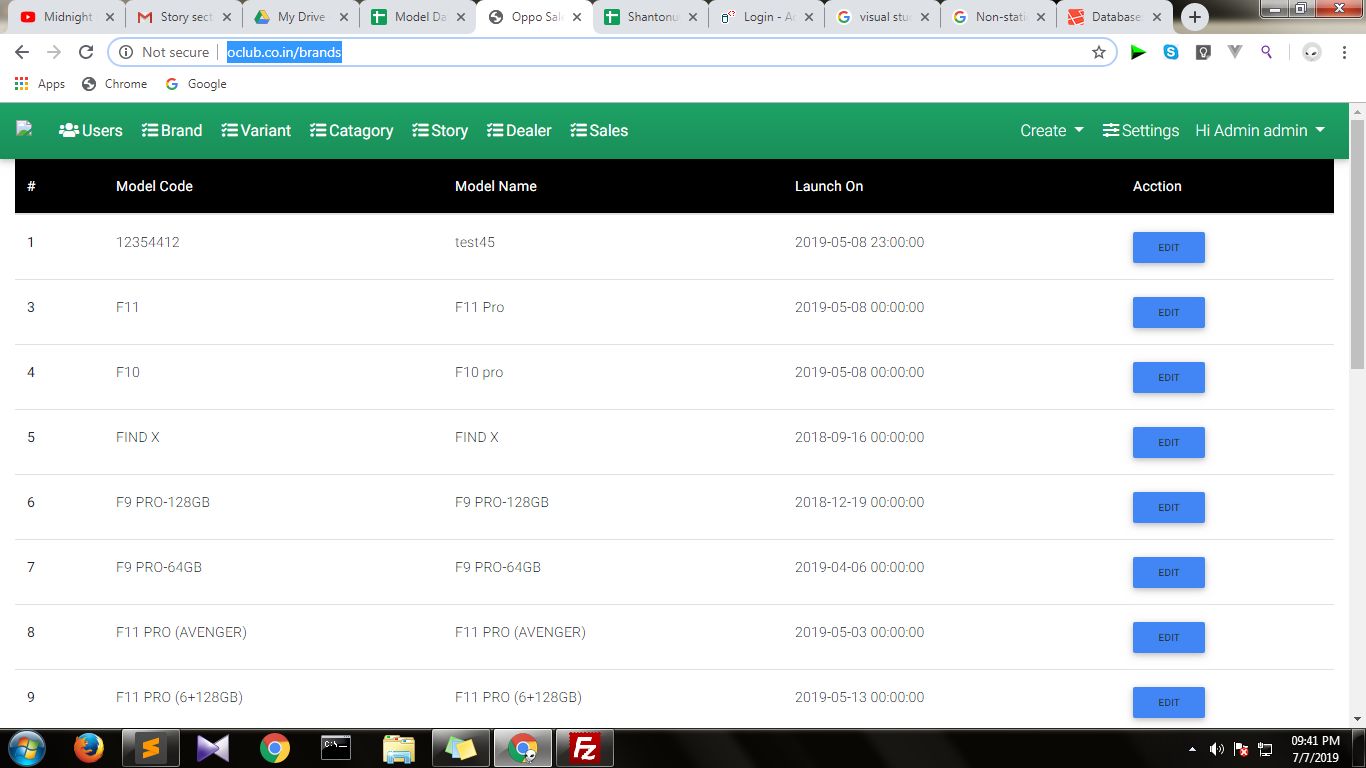 Midnight
Story sect
My Drive
Model Da
Oppo Sal
Shantonu
Login - Ac
visual stu
Non-stati
Database
Not secure
oclub.co.in/brands
Apps
Chrome
Google
Users
Brand
Variant
Catagory
Story
Dealer
Sales
Create
Settings
Hi Admin admin
# Model Code Model Name Launch On Acction
1 12354412 test45 2019-05-08 23:00:00 EDIT
3 F11 F11 Pro 2019-05-08 00:00:00 EDIT
4 F10 F10 pro 2019-05-08 00:00:00 EDIT
5 FIND X FIND X 2018-09-16 00:00:00 EDIT
6 F9 PRO-128GB F9 PRO-128GB 2018-12-19 00:00:00 EDIT
7 F9 PRO-64GB F9 PRO-64GB 2019-04-06 00:00:00 EDIT
8 F11 PRO (AVENGER) F11 PRO (AVENGER) 2019-05-03 00:00:00 EDIT
9 F11 PRO (6+128GB) F11 PRO (6+128GB) 2019-05-13 00:00:00 EDIT
C:\_
09:41 PM
7/7/2019